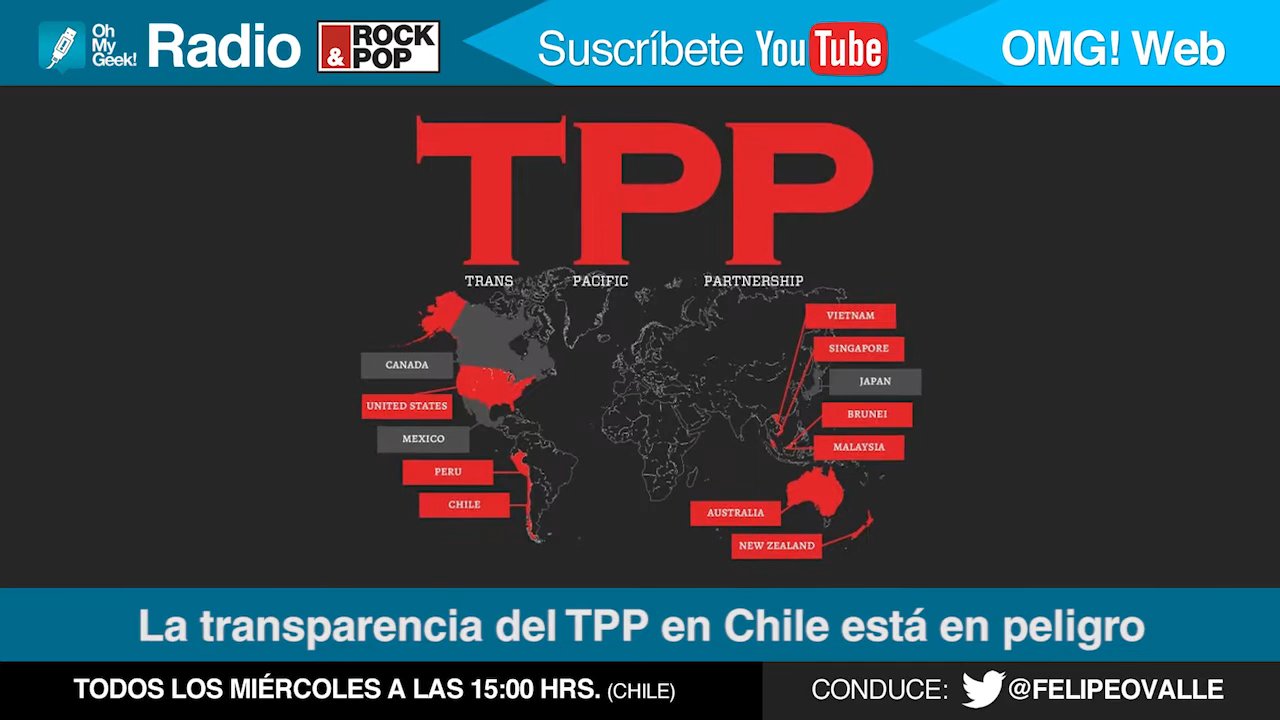 Oh
My
Geek!
Radio
ROCK
&POP
Suscríbete YouTube
OMG! Web
TPP
TRANS PACIFIC PARTNERSHIP
VIETNAM
SINGAPORE
CANADA
JAPAN
UNITED STATES
BRUNEI
MEXICO
MALAYSIA
PERU
CHILE
AUSTRALIA
NEW ZEALAND
La transparencia del TPP en Chile está en peligro
TODOS LOS MIÉRCOLES A LAS 15:00 HRS. (CHILE)
CONDUCE: @FELIPEOVALLE